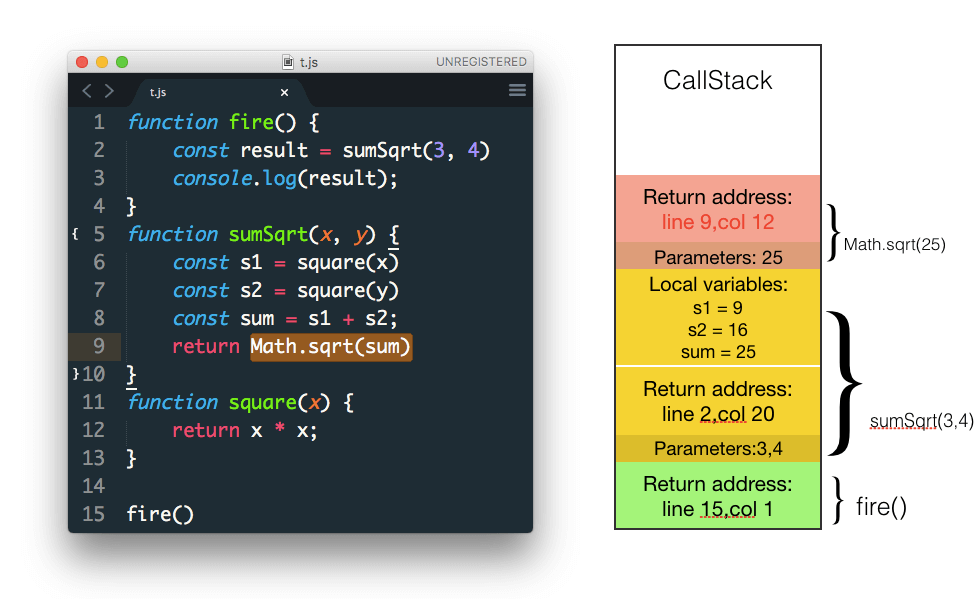 t.js
UNREGISTERED
t.js
1 function fire() {
2 const result = sumSqrt(3, 4)
3 console.log(result);
4 }
{ 5 function sumSqrt(x, y) {
6 const s1 = square(x)
7 const s2 = square(y)
8 const sum = s1 + s2;
9 return Math.sqrt(sum)
}10 }
11 function square(x) {
12 return x * x;
13 }
14
15 fire()
CallStack
Return address:
line 9,col 12
Parameters: 25
Math.sqrt(25)
Local variables:
s1 = 9
s2 = 16
sum = 25
Return address:
line 2,col 20
Parameters:3,4
sumSqrt(3,4)
Return address:
line 15,col 1
fire()